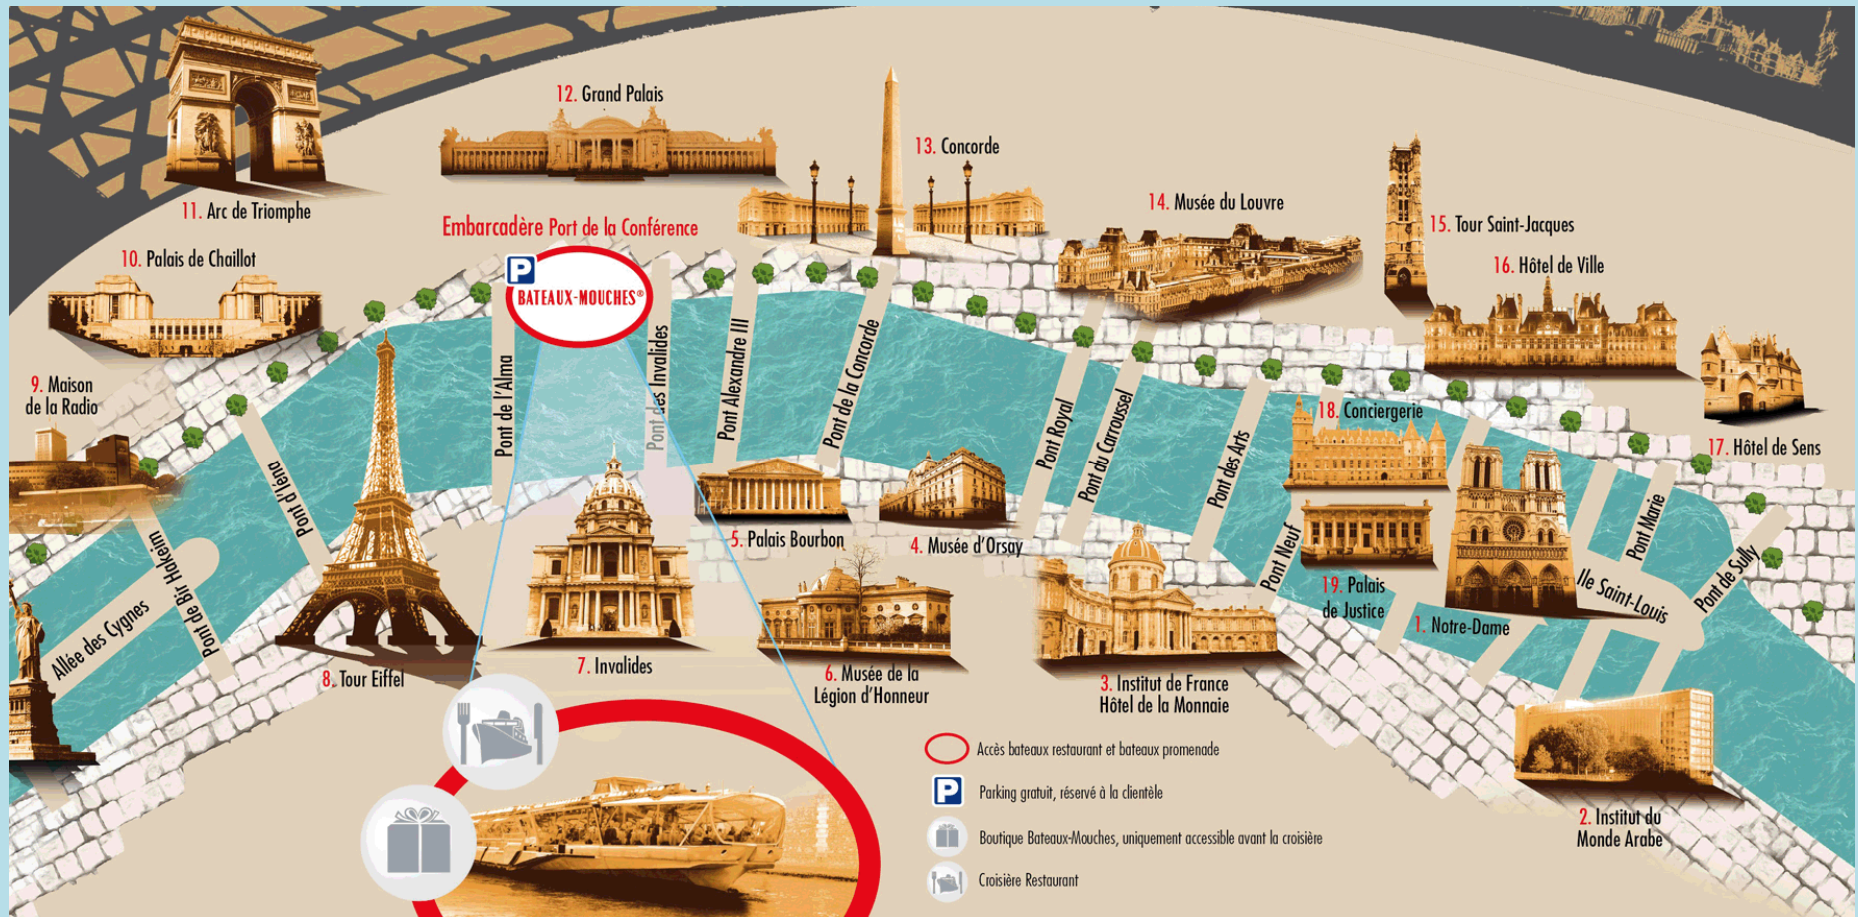 12. Grand Palais
13. Concorde
14. Musée du Louvre
11. Arc de Triomphe
Embarcadère Port de la Conférence
15. Tour Saint-Jacques
10. Palais de Chaillot
16. Hôtel de Ville
P
BATEAUX-MOUCHES®
9. Maison
de la Radio
Pont de l'Alma
Pont des Invalides
Pont Alexandre III
Pont de la Concorde
Pont Royal
Pont du Carroussel
Pont des Arts
18. Conciergerie
17. Hôtel de Sens
Pont d'Iena
Pont de Bir Hakeim
Allée des Cygnes
5. Palais Bourbon
4. Musée d'Orsay
Pont Neuf
19. Palais
de Justice
1. Notre-Dame
Ile Saint-Louis
Pont Marie
Pont de Sully
8. Tour Eiffel
7. Invalides
6. Musée de la
Légion d'Honneur
3. Institut de France
Hôtel de la Monnaie
2. Institut du
Monde Arabe
Accès bateaux restaurant et bateaux promenade
P
Parking gratuit, réservé à la clientèle
Boutique Bateaux-Mouches, uniquement accessible avant la croisière
Croisière Restaurant